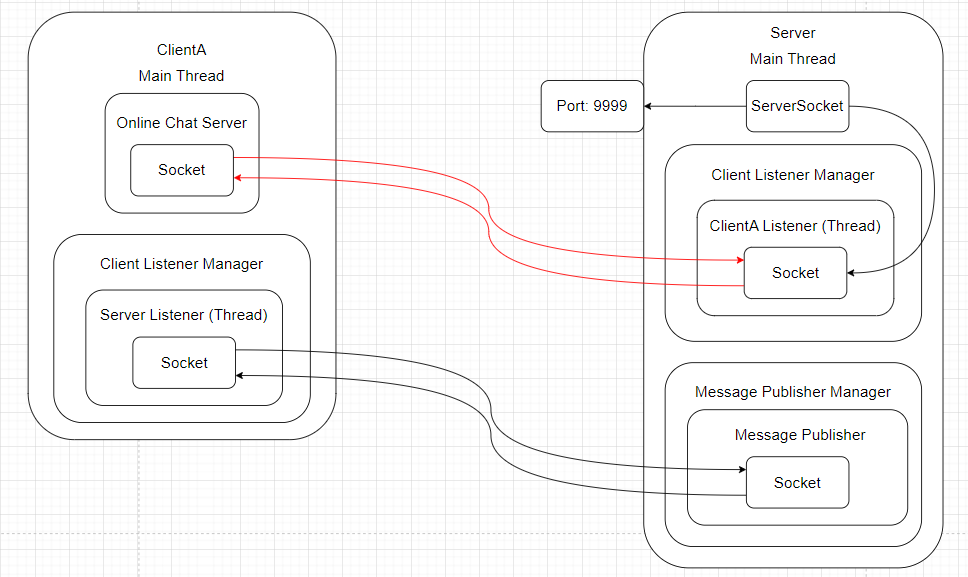 ClientA
Main Thread
Online Chat Server
Socket
Client Listener Manager
Server Listener (Thread)
Socket
Server
Main Thread
Port: 9999
ServerSocket
Client Listener Manager
ClientA Listener (Thread)
Socket
Message Publisher Manager
Message Publisher
Socket